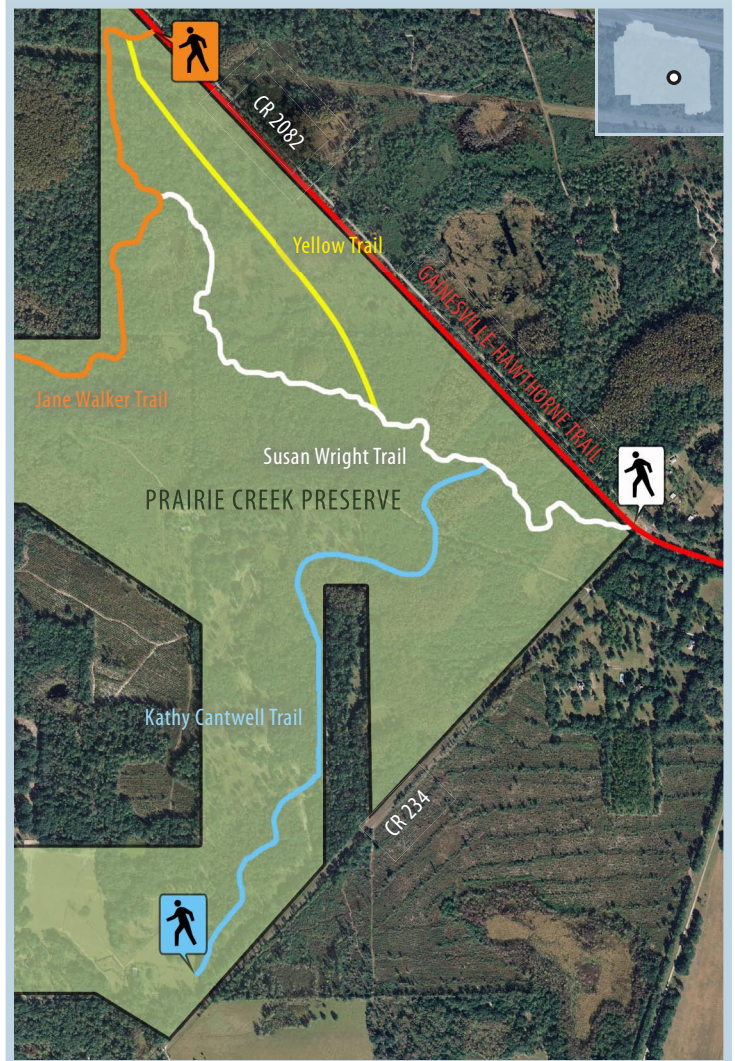 CR 2082
Yellow Trail
GAINESVILLE-HAWTHORNE TRAIL
Jane Walker Trail
Susan Wright Trail
PRAIRIE CREEK PRESERVE
Kathy Cantwell Trail
CR 234